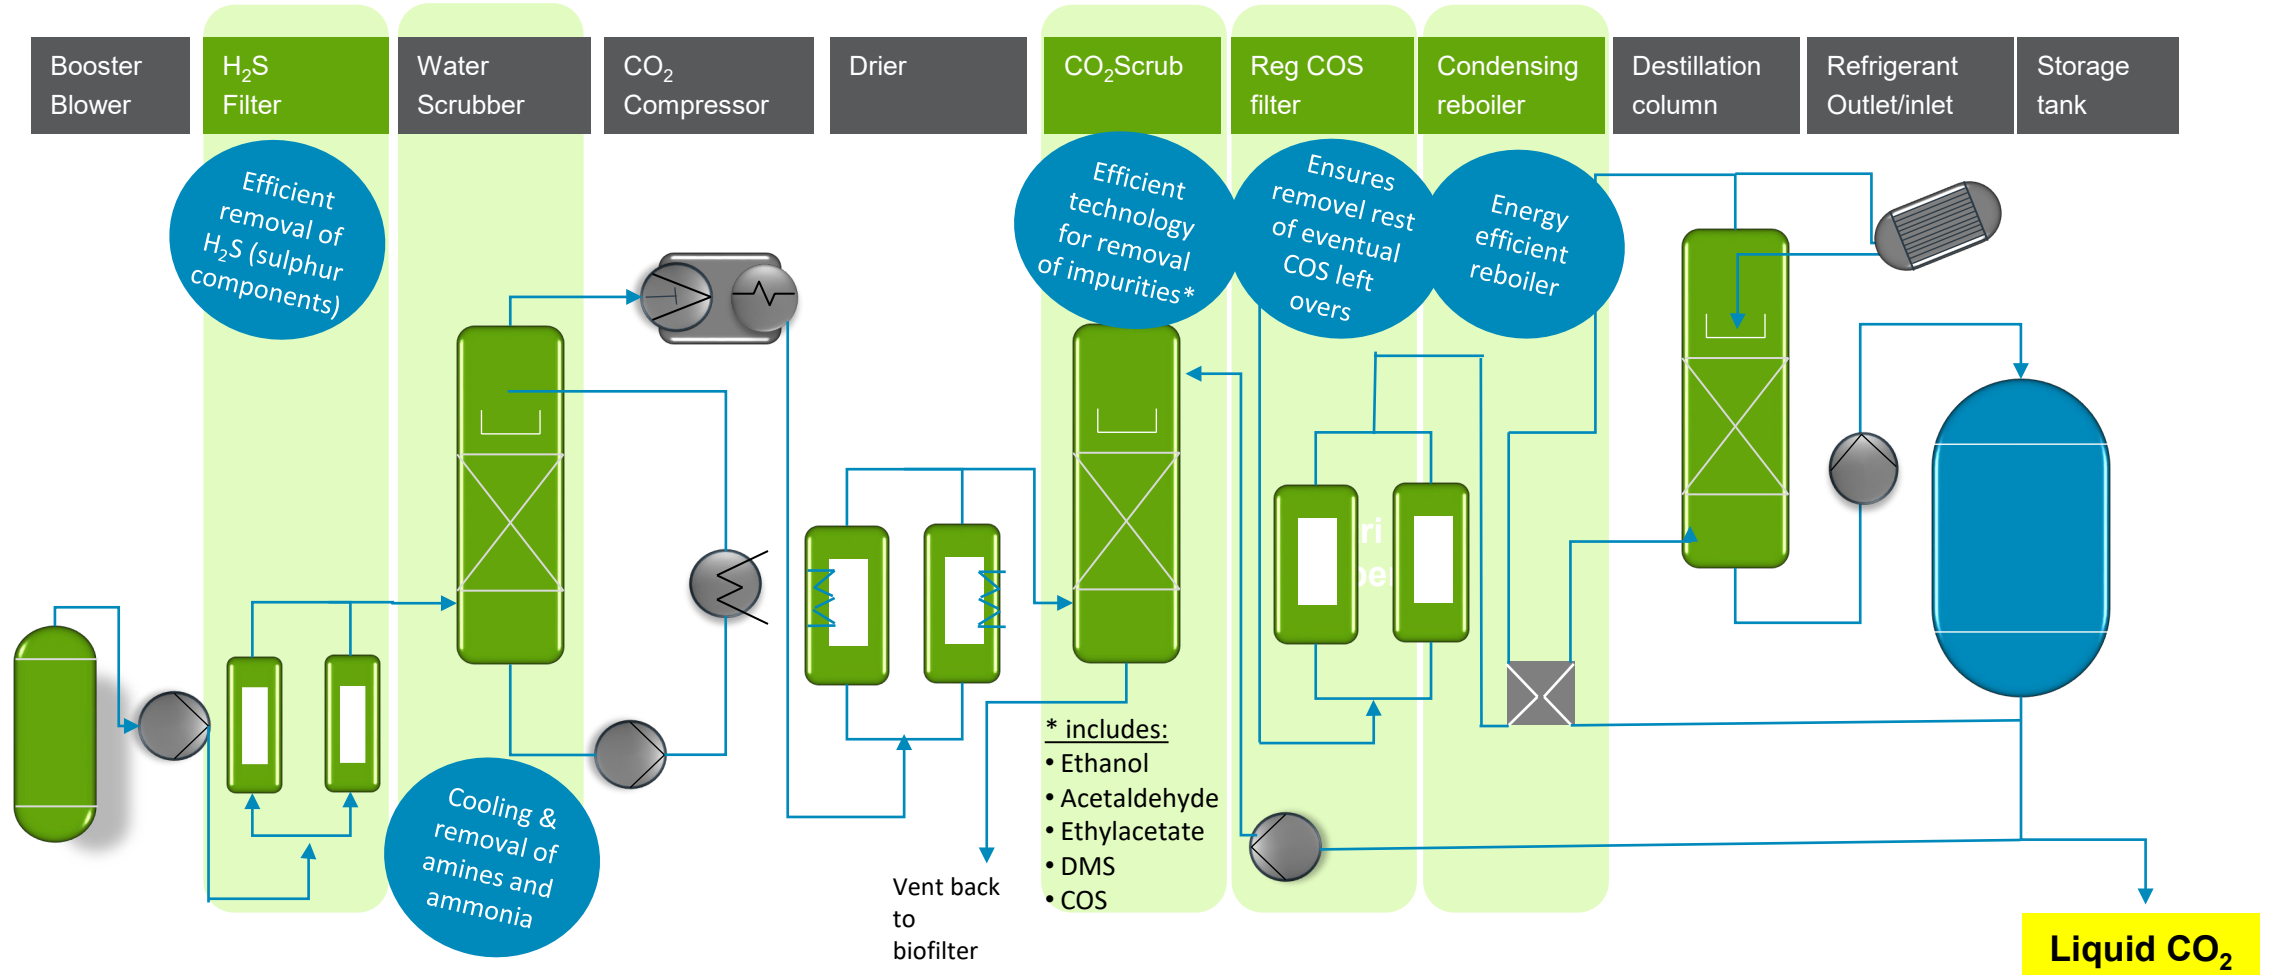 Booster
Blower
H₂S
Filter
Water
Scrubber
CO₂
Compressor
Drier
CO₂Scrub
Reg COS
filter
Condensing
reboiler
Destillation
column
Refrigerant
Outlet/inlet
Storage
tank
Efficient
removal of
H₂S (sulphur
components)
Efficient
technology
for removal
of impurities*
Ensures
removel rest
of eventual
COS left
overs
Energy
efficient
reboiler
Cooling &
removal of
amines and
ammonia
* includes:
• Ethanol
• Acetaldehyde
• Ethylacetate
• DMS
• COS
Vent back
to
biofilter
Liquid CO₂